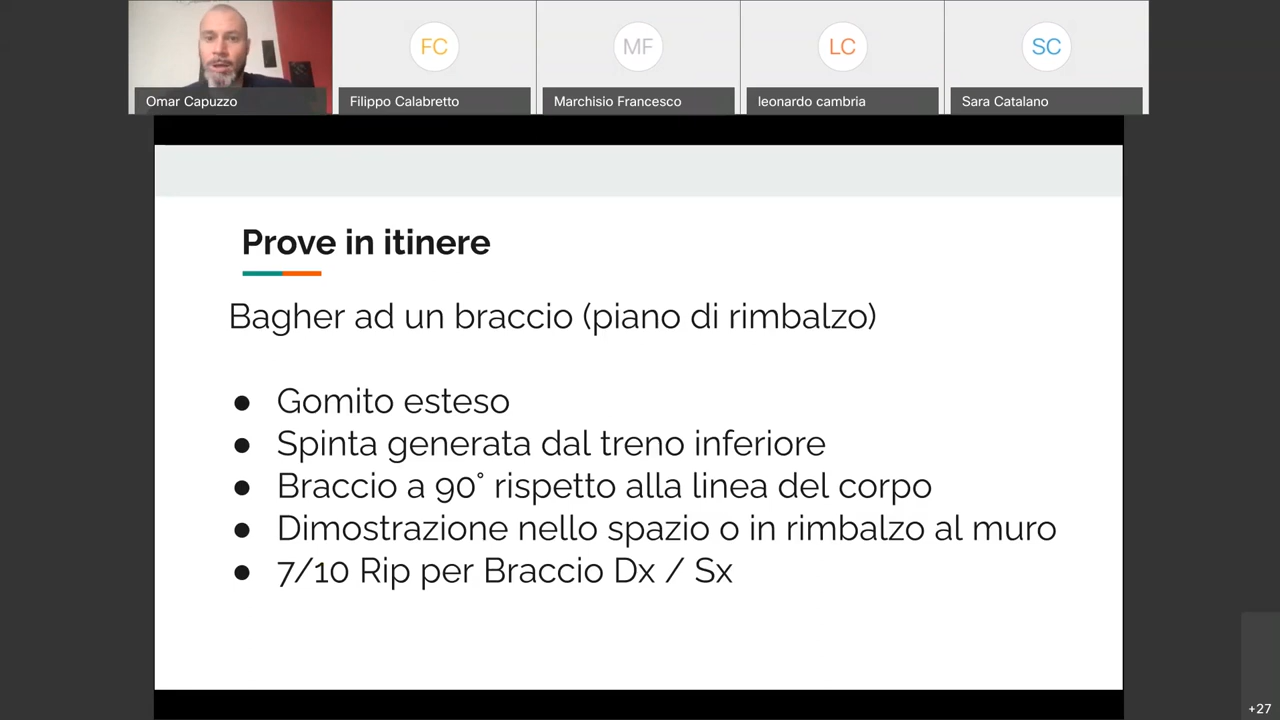 FC
MF
LC
SC
Omar Capuzzo
Filippo Calabretto
Marchisio Francesco
leonardo cambria
Sara Catalano
Prove in itinere
Bagher ad un braccio (piano di rimbalzo)
● Gomito esteso
● Spinta generata dal treno inferiore
● Braccio a 90° rispetto alla linea del corpo
● Dimostrazione nello spazio o in rimbalzo al muro
● 7/10 Rip per Braccio Dx / Sx
+27